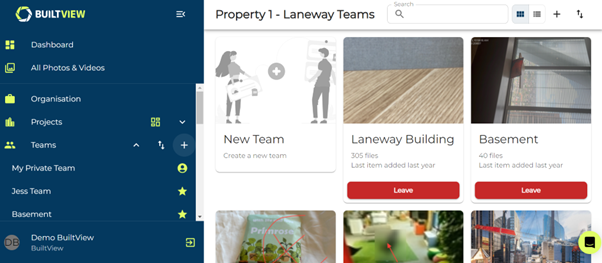 BUILTVIEW
Dashboard
All Photos & Videos
Organisation
Projects
Teams
My Private Team
Jess Team
Basement
DB
Demo BuiltView
BuiltView
Property 1 - Laneway Teams
Search
New Team
Create a new team
Laneway Building
305 files
Last item added last year
Leave
Basement
40 files
Last item added last year
Leave
Primrose